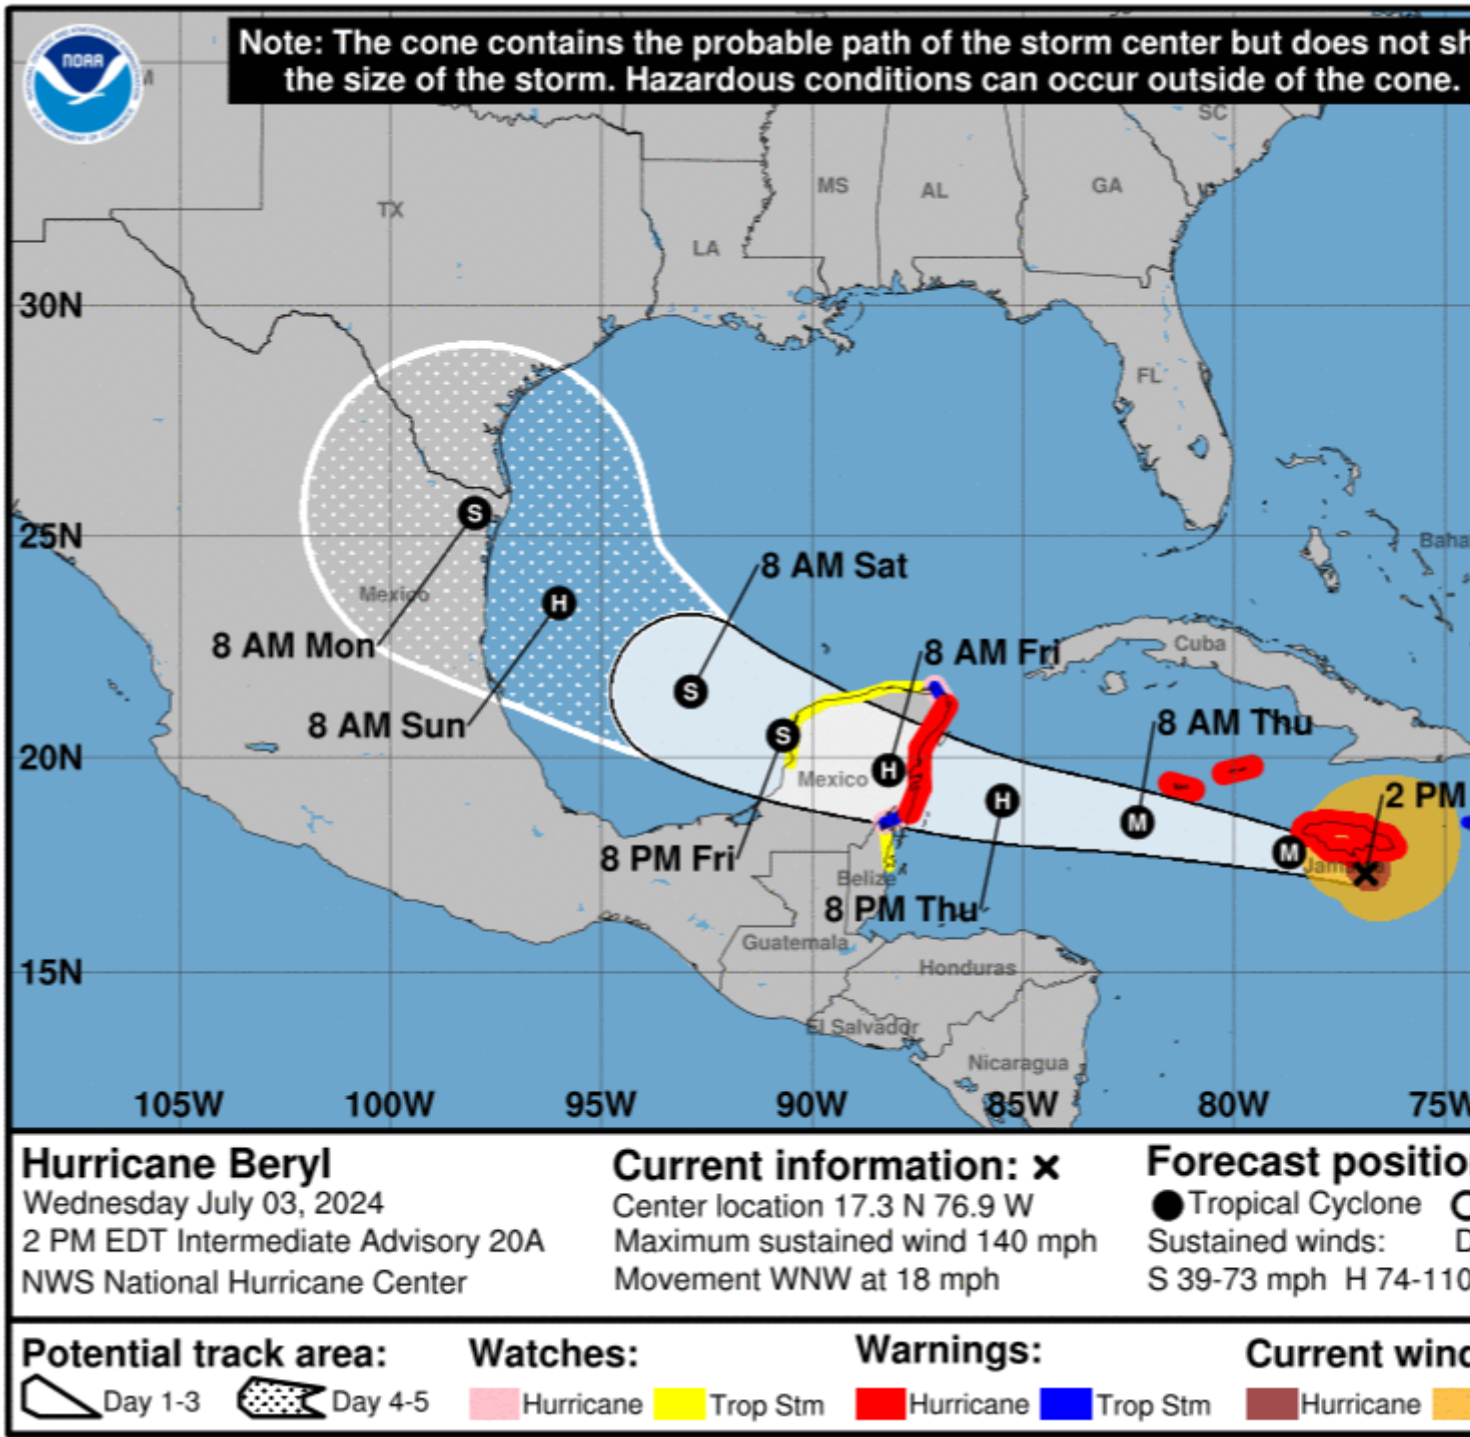 Note: The cone contains the probable path of the storm center but does not sh
the size of the storm. Hazardous conditions can occur outside of the cone.
NOAA
SC
MS
AL
GA
TX
LA
30N
FL
25N
Baha
8 AM Sat
Mexico
8 AM Mon
8 AM Fri
Cuba
8 AM Sun
8 AM Thu
20N
Mexico
2 PM
8 PM Fri
Jamaica
Belize
8 PM Thu
Guatemala
15N
Honduras
El Salvador
Nicaragua
S
H
S
S
H
H
M
M
105W 100W 95W 90W 85W 80W 75W
Hurricane Beryl
Wednesday July 03, 2024
2 PM EDT Intermediate Advisory 20A
NWS National Hurricane Center
Current information: x
Center location 17.3 N 76.9 W
Maximum sustained wind 140 mph
Movement WNW at 18 mph
Forecast positio
Tropical Cyclone
Sustained winds: D
S 39-73 mph H 74-110
Potential track area:
Day 1-3 Day 4-5
Watches:
Hurricane Trop Stm
Warnings:
Hurricane Trop Stm
Current wind
Hurricane